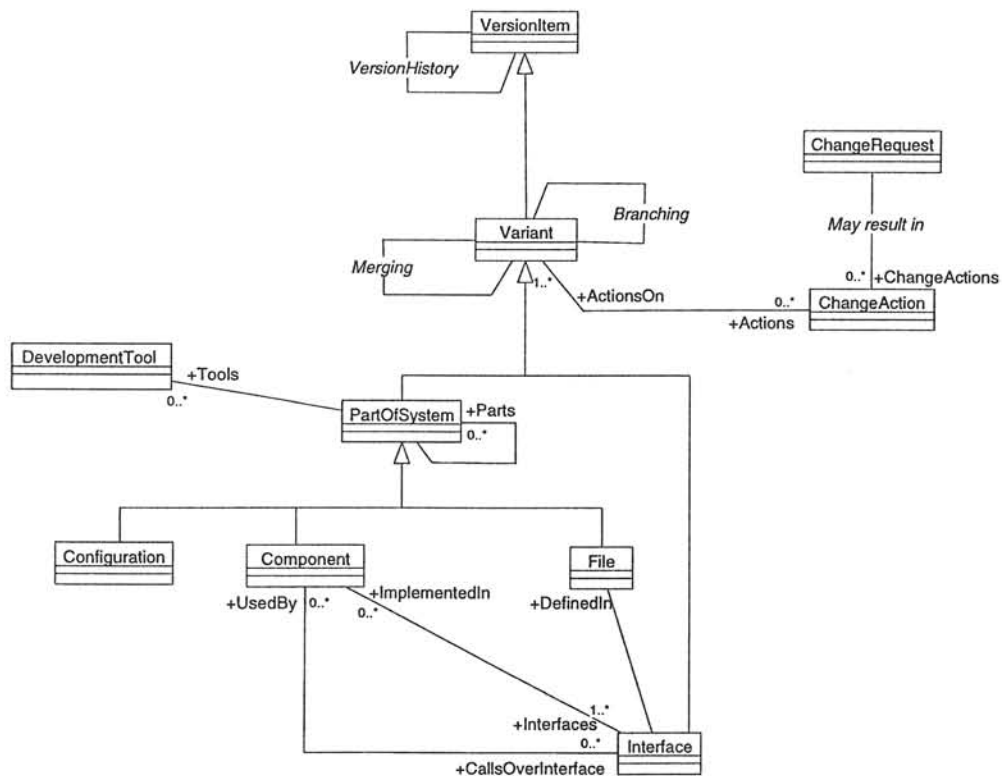 VersionItem
VersionHistory
ChangeRequest
Branching
Variant
May result in
Merging
1..*
+ActionsOn
0..*
+ChangeActions
0..*
ChangeAction
+Actions
DevelopmentTool
+Tools
0..*
PartOfSystem
+Parts
0..*
Configuration
Component
File
+UsedBy
0..*
+ImplementedIn
0..*
+DefinedIn
1..*
+Interfaces
0..*
Interface
+CallsOverInterface